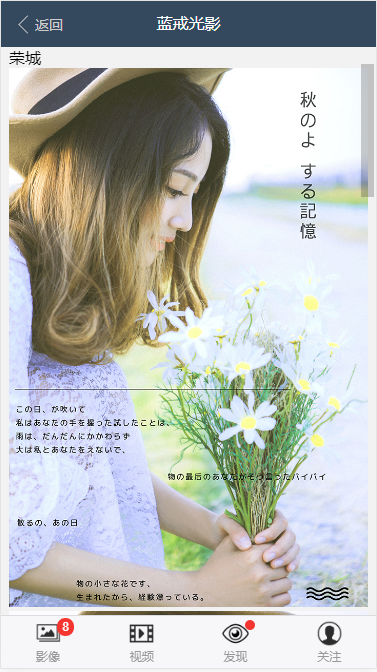 返回
蓝戒光影
荣城
秋のよ する記憶
この日、が吹いて
私はあなたの手を握った試したことは、
雨は、だんだんにかかわらず
大は私とあなたをえないで、
物の最后のあなたがそう言ったバイバイ
散るの、あの日
物の小さな花です、
生まれたから、経験漂っている。
8
影像
视频
发现
关注